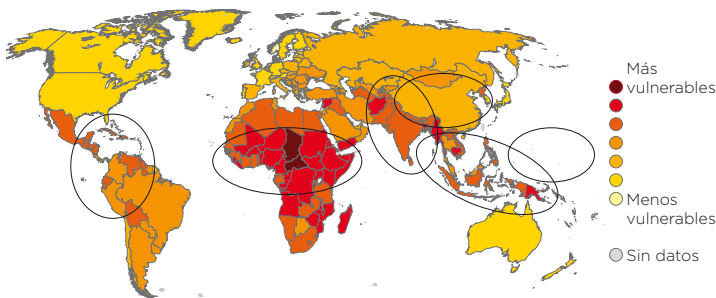 Más
vulnerables
Menos
vulnerables
Sin datos